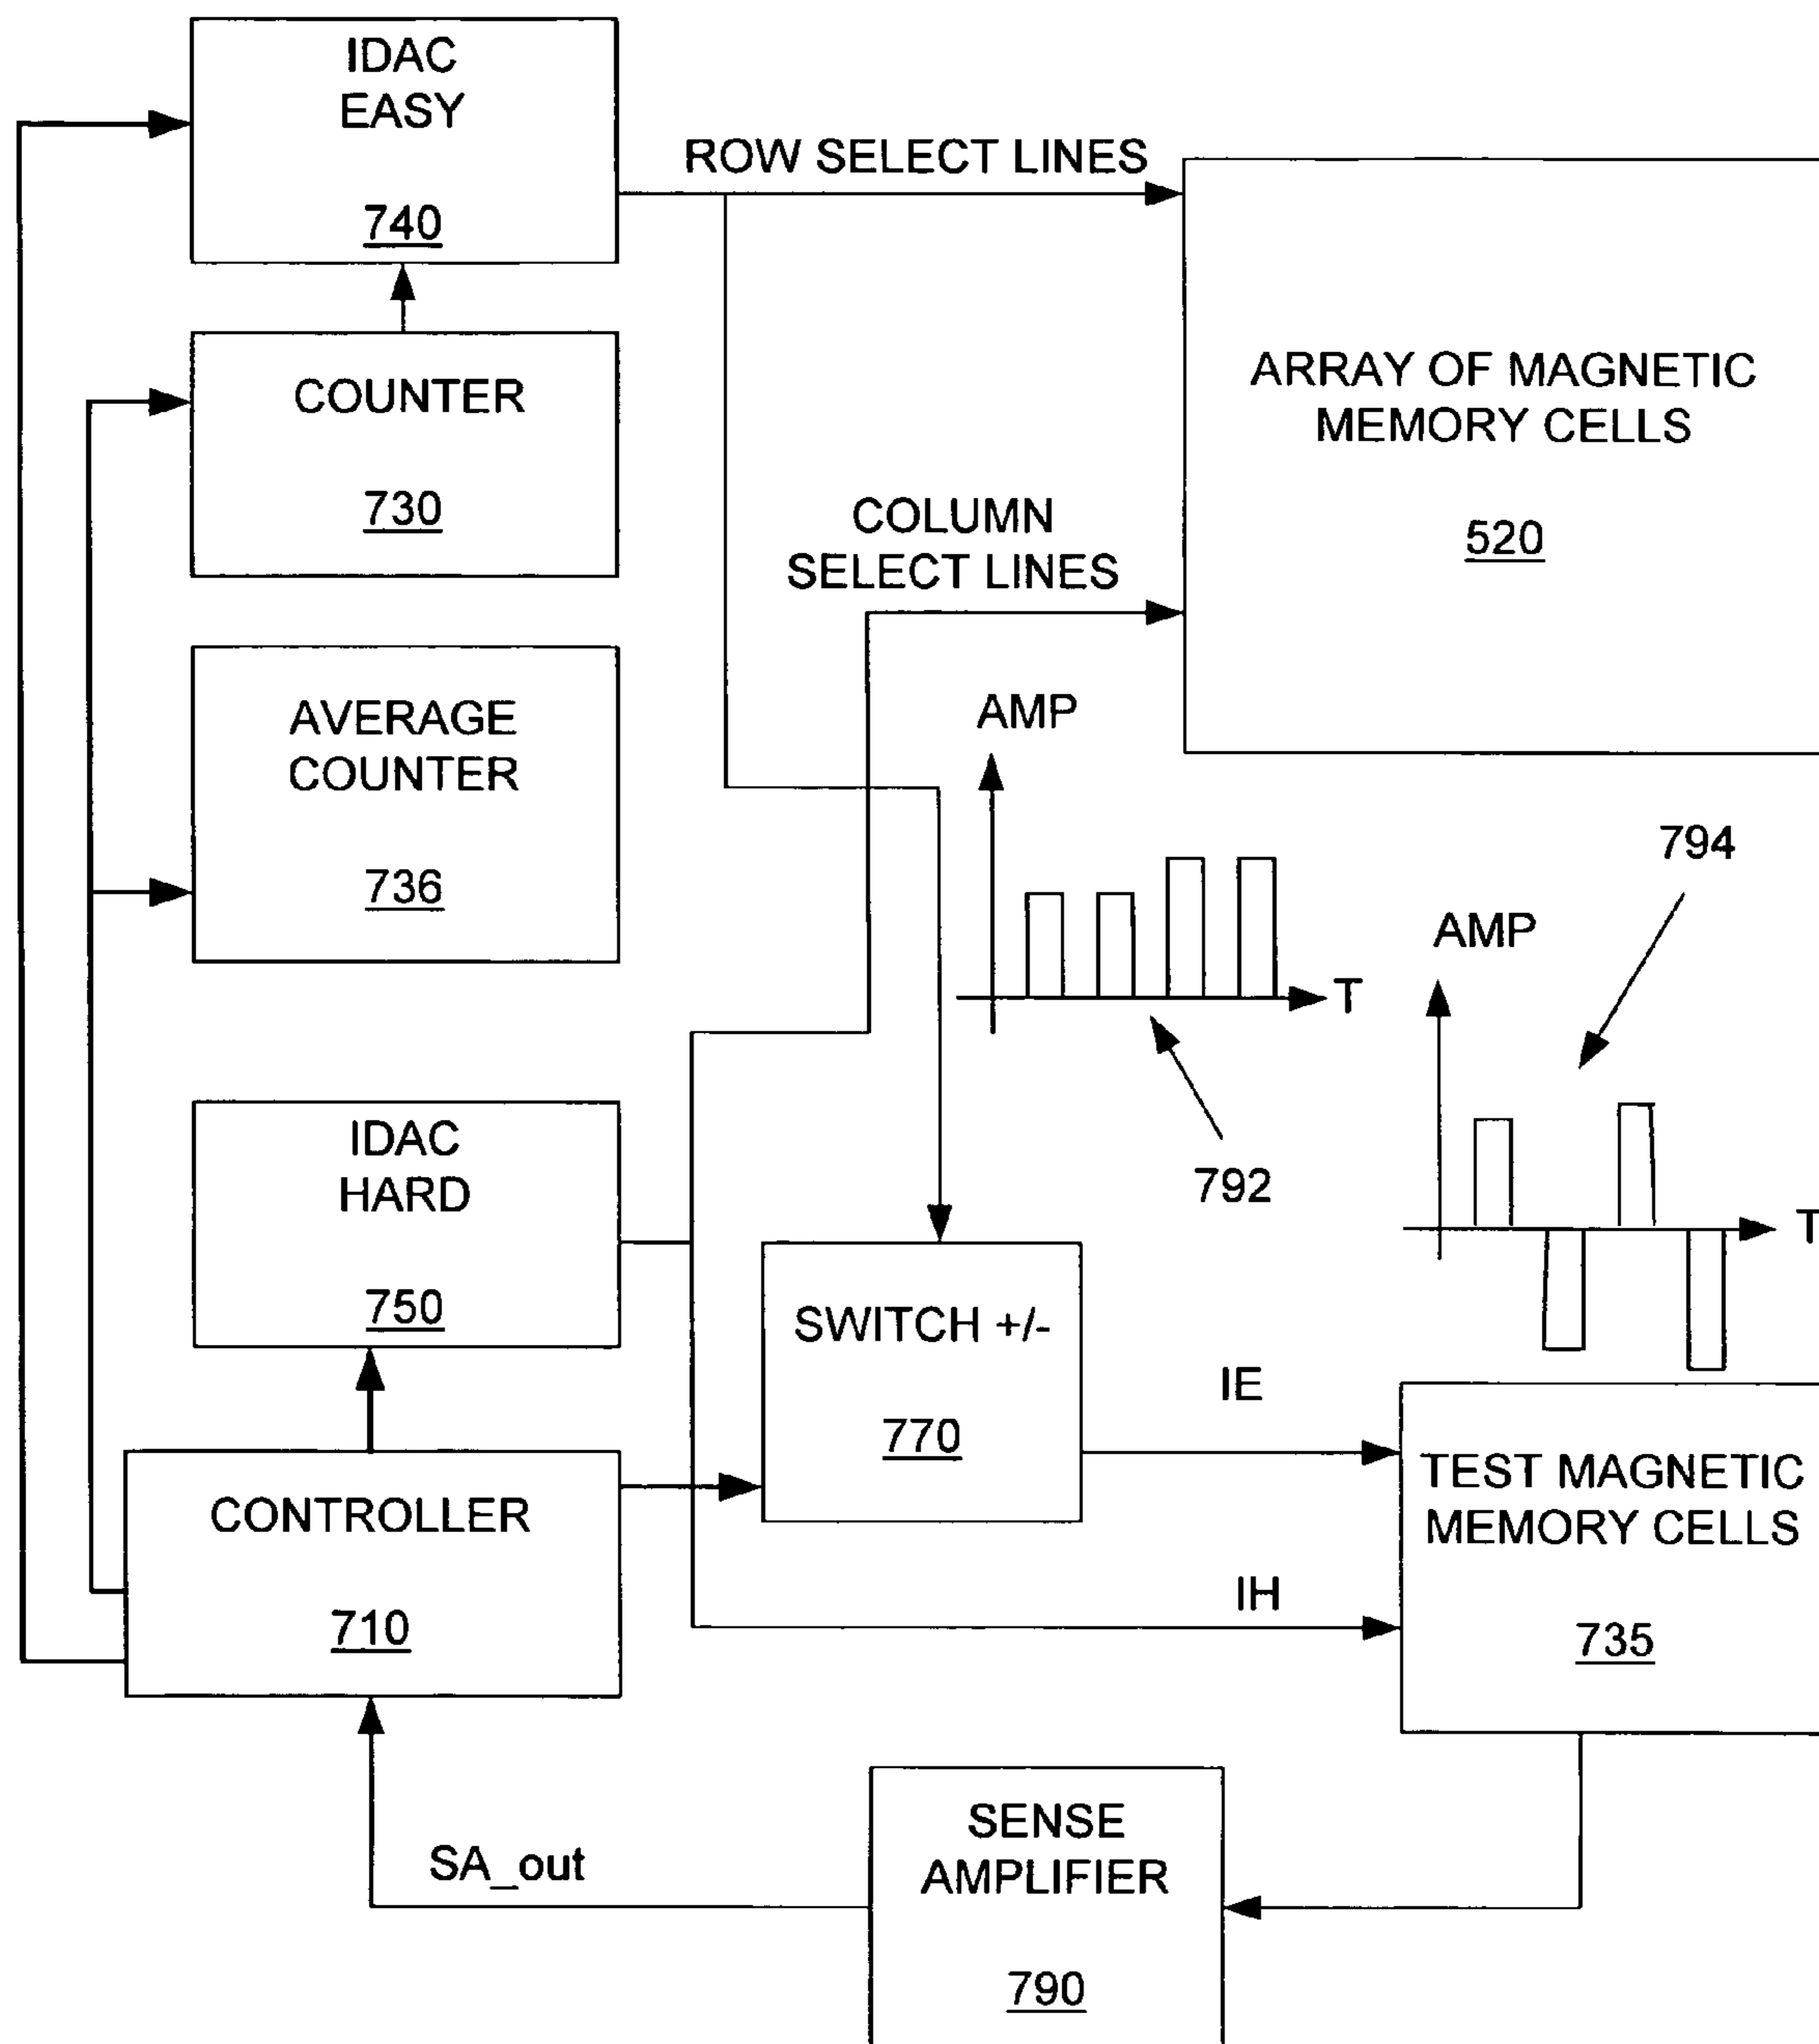 IDAC
EASY
740
ROW SELECT LINES
COUNTER
730
ARRAY OF MAGNETIC
MEMORY CELLS
520
COLUMN
SELECT LINES
AVERAGE
COUNTER
736
AMP
T
792
794
AMP
T
IDAC
HARD
750
SWITCH +/-
770
IE
IH
CONTROLLER
710
TEST MAGNETIC
MEMORY CELLS
735
SA_out
SENSE
AMPLIFIER
790